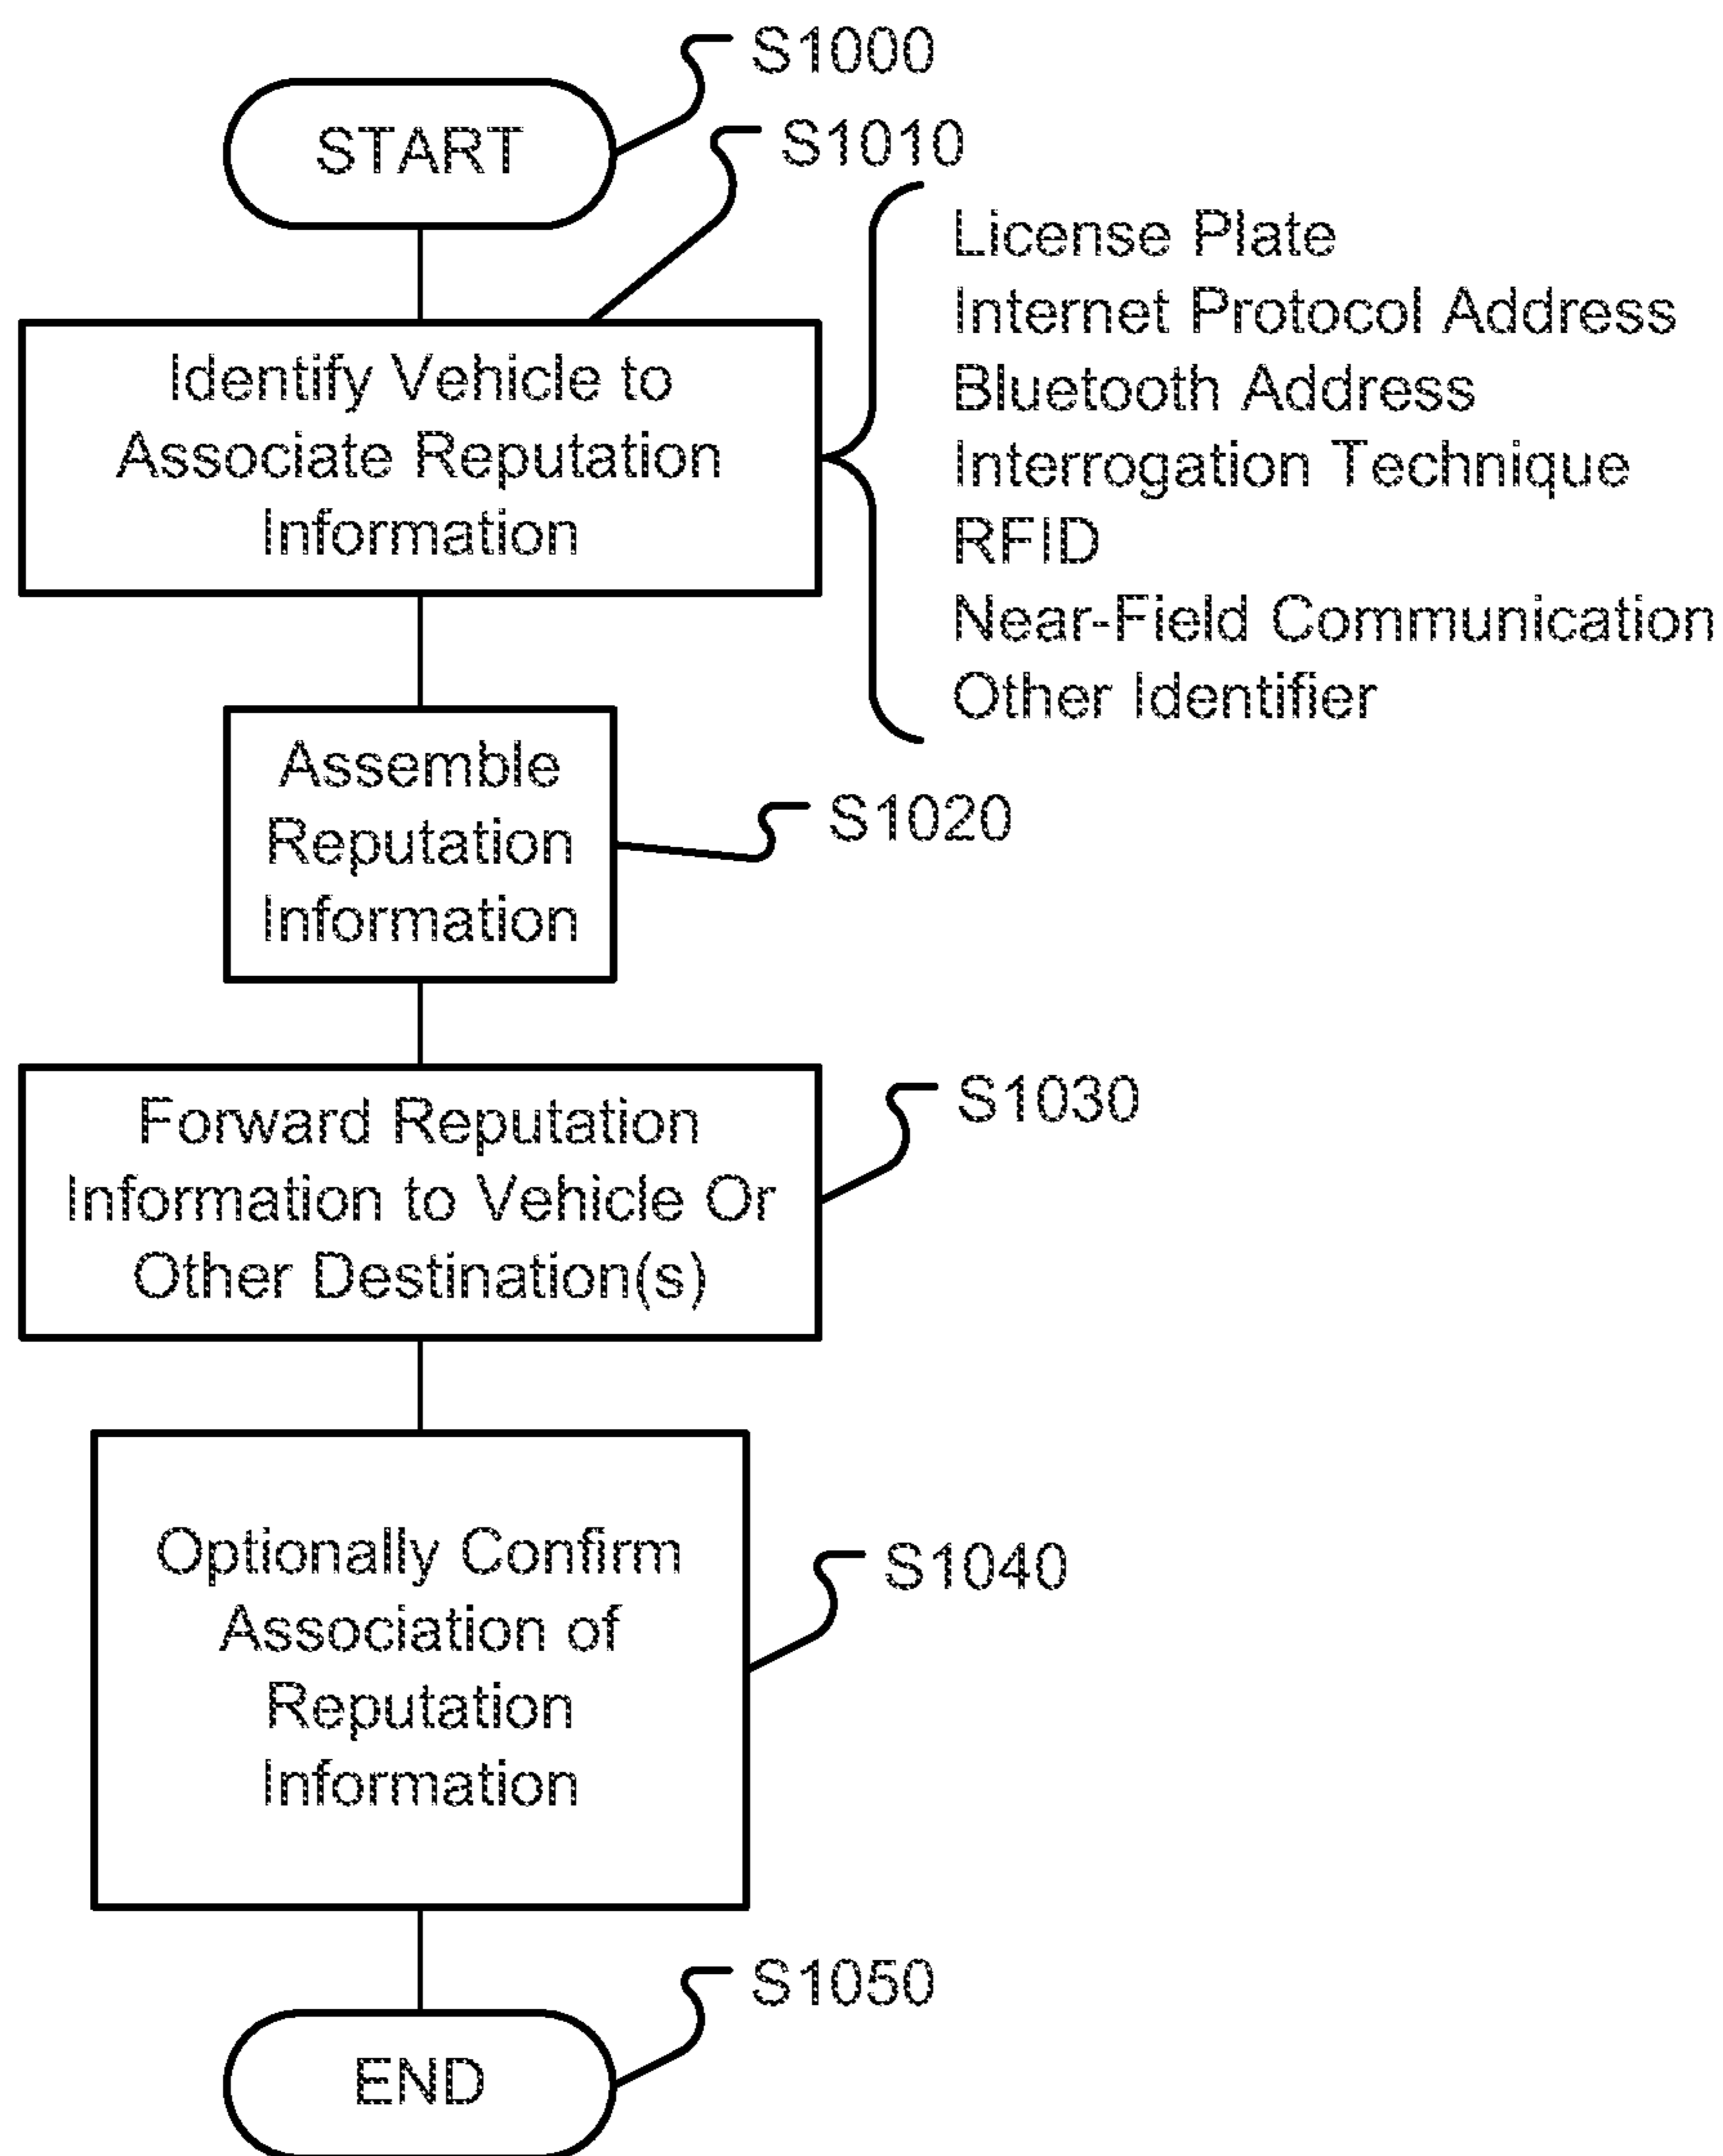 S1000
START
S1010
Identify Vehicle to
Associate Reputation
Information
License Plate
Internet Protocol Address
Bluetooth Address
Interrogation Technique
RFID
Near-Field Communication
Other Identifier
Assemble
Reputation
Information
S1020
Forward Reputation
Information to Vehicle Or
Other Destination(s)
S1030
Optionally Confirm
Association of
Reputation
Information
S1040
S1050
END